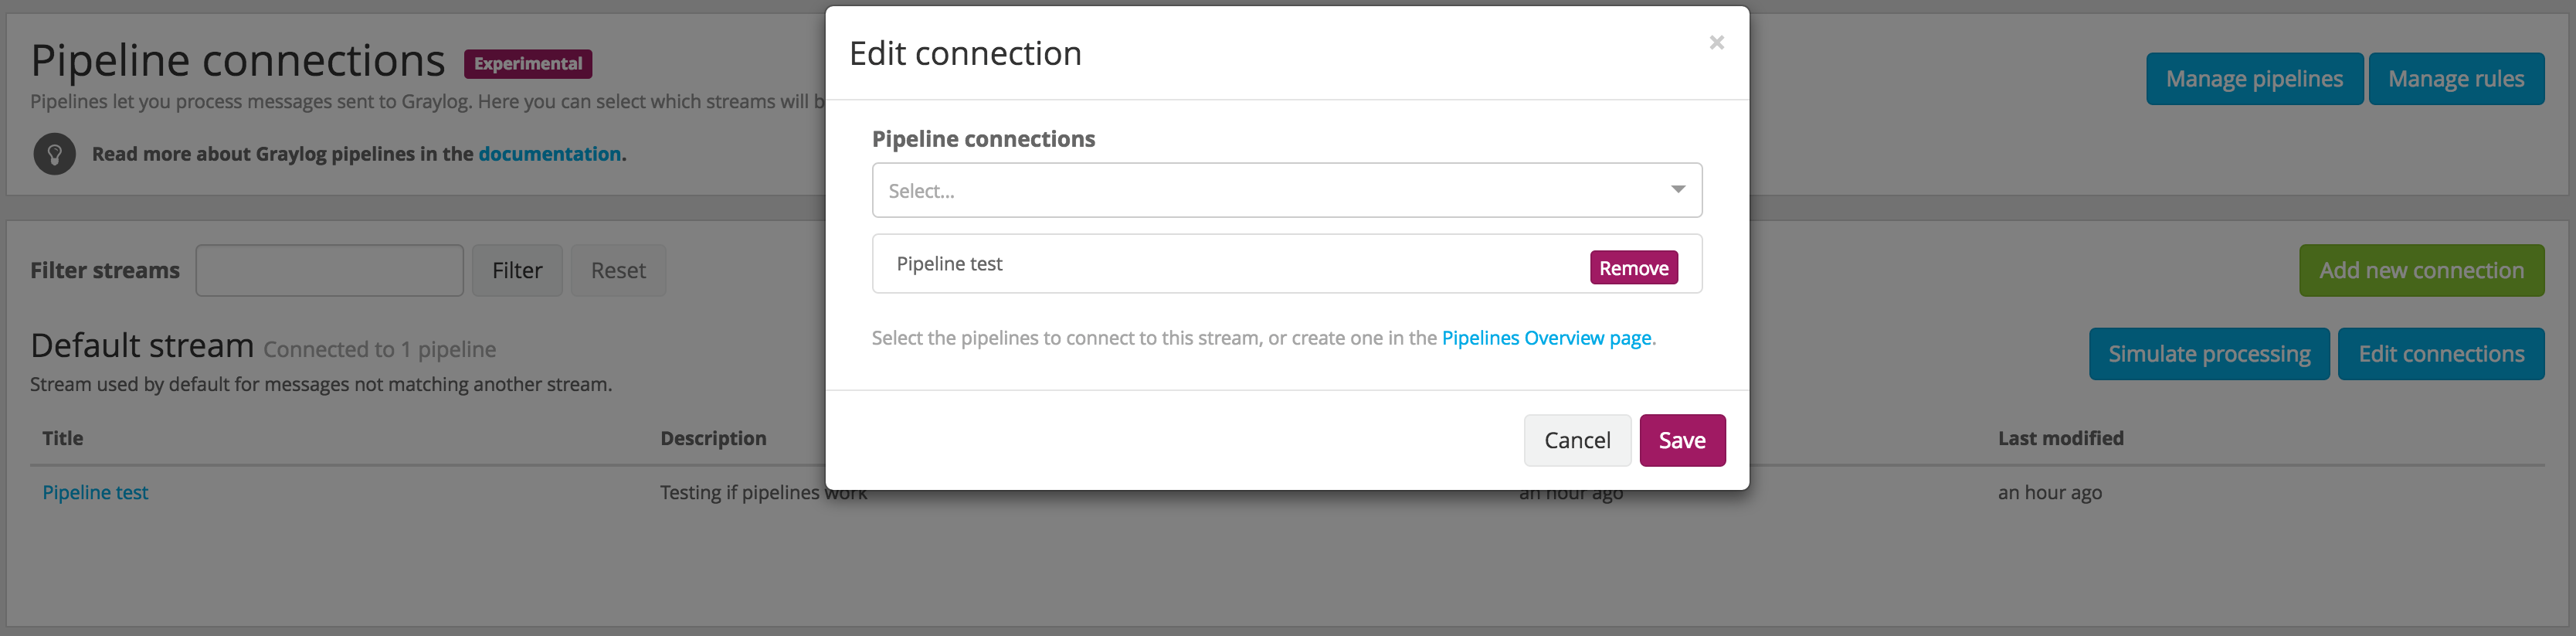 Pipeline connections Experimental
Pipelines let you process messages sent to Graylog. Here you can select which streams will b
Read more about Graylog pipelines in the documentation.
Manage pipelines
Manage rules
Edit connection
×
Pipeline connections
Select...
Pipeline test
Remove
Select the pipelines to connect to this stream, or create one in the Pipelines Overview page.
Cancel
Save
Filter streams
Filter
Reset
Add new connection
Default stream Connected to 1 pipeline
Stream used by default for messages not matching another stream.
Simulate processing
Edit connections
Title Description Last modified
Pipeline test Testing if pipelines work an hour ago an hour ago